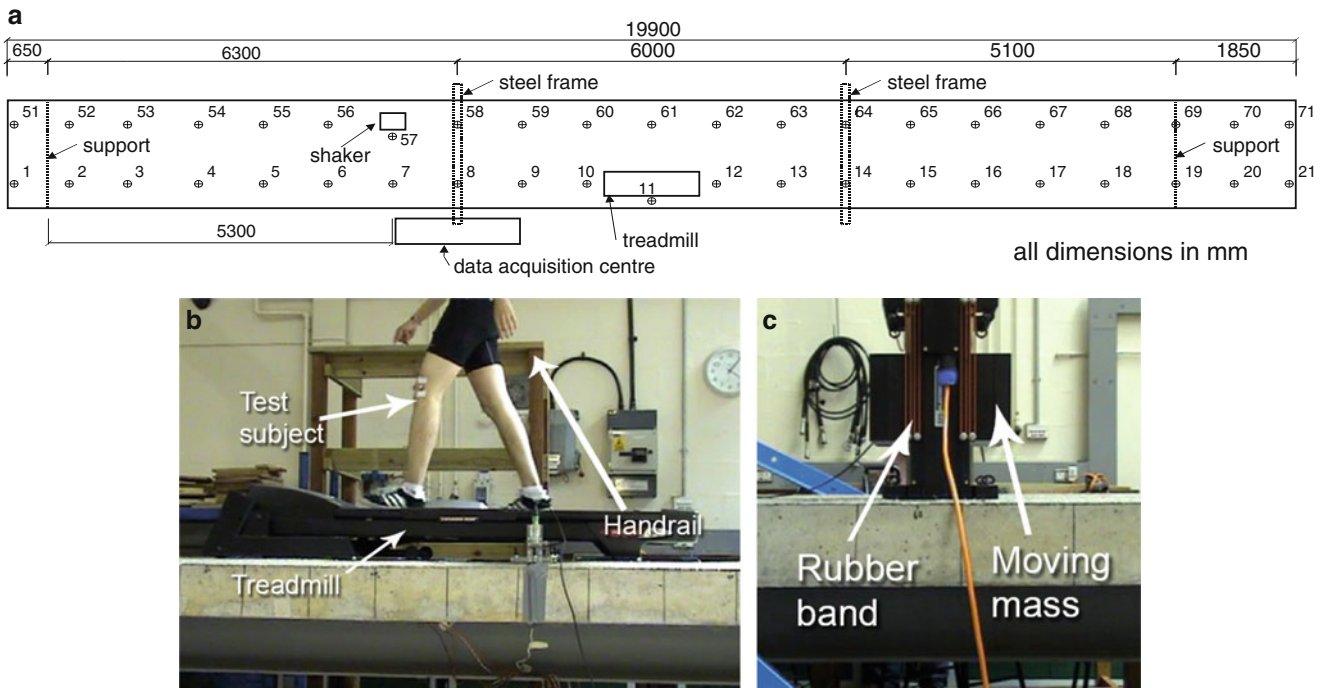 a
19900
650 6300 6000 5100 1850
steel frame steel frame
51 52 53 54 55 56 58 59 60 61 62 63 64 65 66 67 68 69 70 71
57
support shaker support
1 2 3 4 5 6 7 8 9 10 11 12 13 14 15 16 17 18 19 20 21
5300
treadmill
data acquisition centre
all dimensions in mm
b
Test
subject
Handrail
Treadmill
c
Rubber
band
Moving
mass